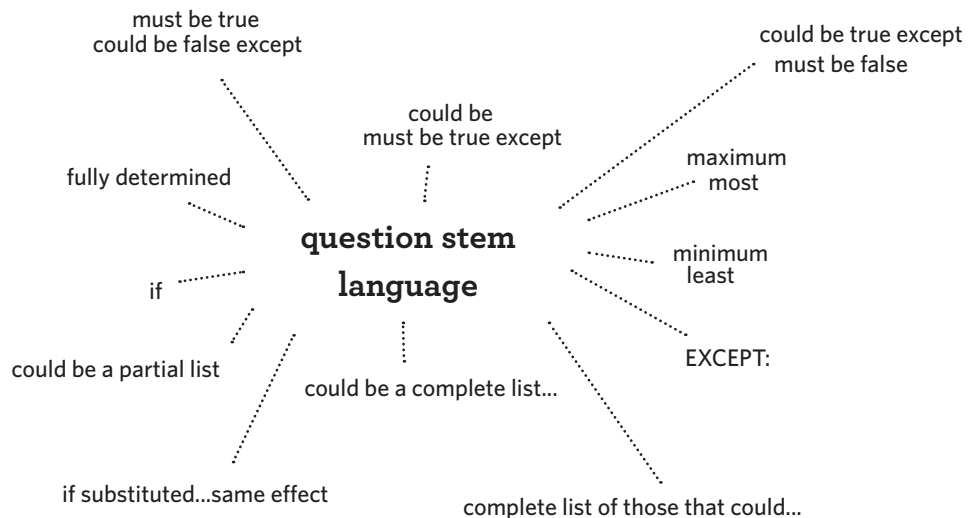 must be true
could be false except
could be true except
must be false
could be
must be true except
maximum
most
fully determined
question stem
language
minimum
least
if
EXCEPT:
could be a partial list
could be a complete list...
if substituted...same effect
complete list of those that could...